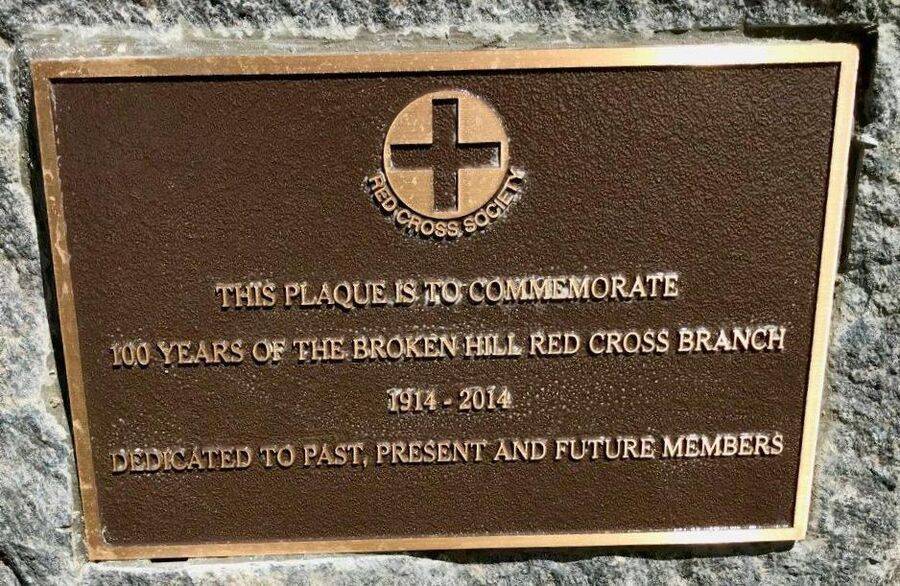 RED CROSS SOCIETY
THIS PLAQUE IS TO COMMEMORATE
100 YEARS OF THE BROKEN HILL RED CROSS BRANCH
1914 - 2014
DEDICATED TO PAST, PRESENT AND FUTURE MEMBERS